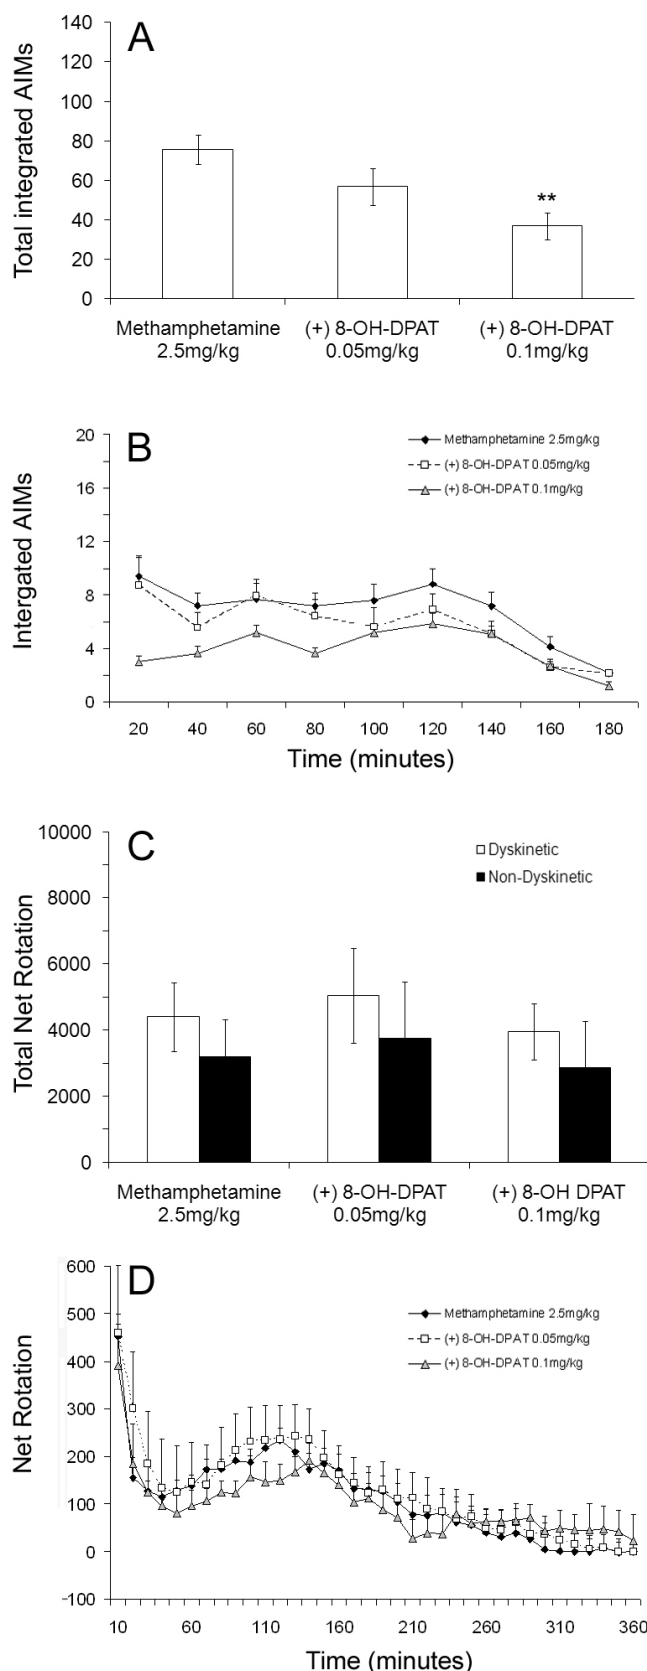 A
Total integrated AIMs
140
120
100
80
60
40
20
0
**
Methamphetamine (+) 8-OH-DPAT (+) 8-OH-DPAT
2.5mg/kg 0.05mg/kg 0.1mg/kg
B
Intergated AIMs
20
16
12
8
4
0
Methamphetamine 2.5mg/kg
(+) 8-OH-DPAT 0.05mg/kg
(+) 8-OH-DPAT 0.1mg/kg
20 40 60 80 100 120 140 160 180
Time (minutes)
C
Total Net Rotation
10000
8000
6000
4000
2000
0
Dyskinetic
Non-Dyskinetic
Methamphetamine (+) 8-OH-DPAT (+) 8-OH DPAT
2.5mg/kg 0.05mg/kg 0.1mg/kg
D
Net Rotation
600
500
400
300
200
100
0
-100
Methamphetamine 2.5mg/kg
(+) 8-OH-DPAT 0.05mg/kg
(+) 8-OH-DPAT 0.1mg/kg
10 60 110 160 210 260 310 360
Time (minutes)